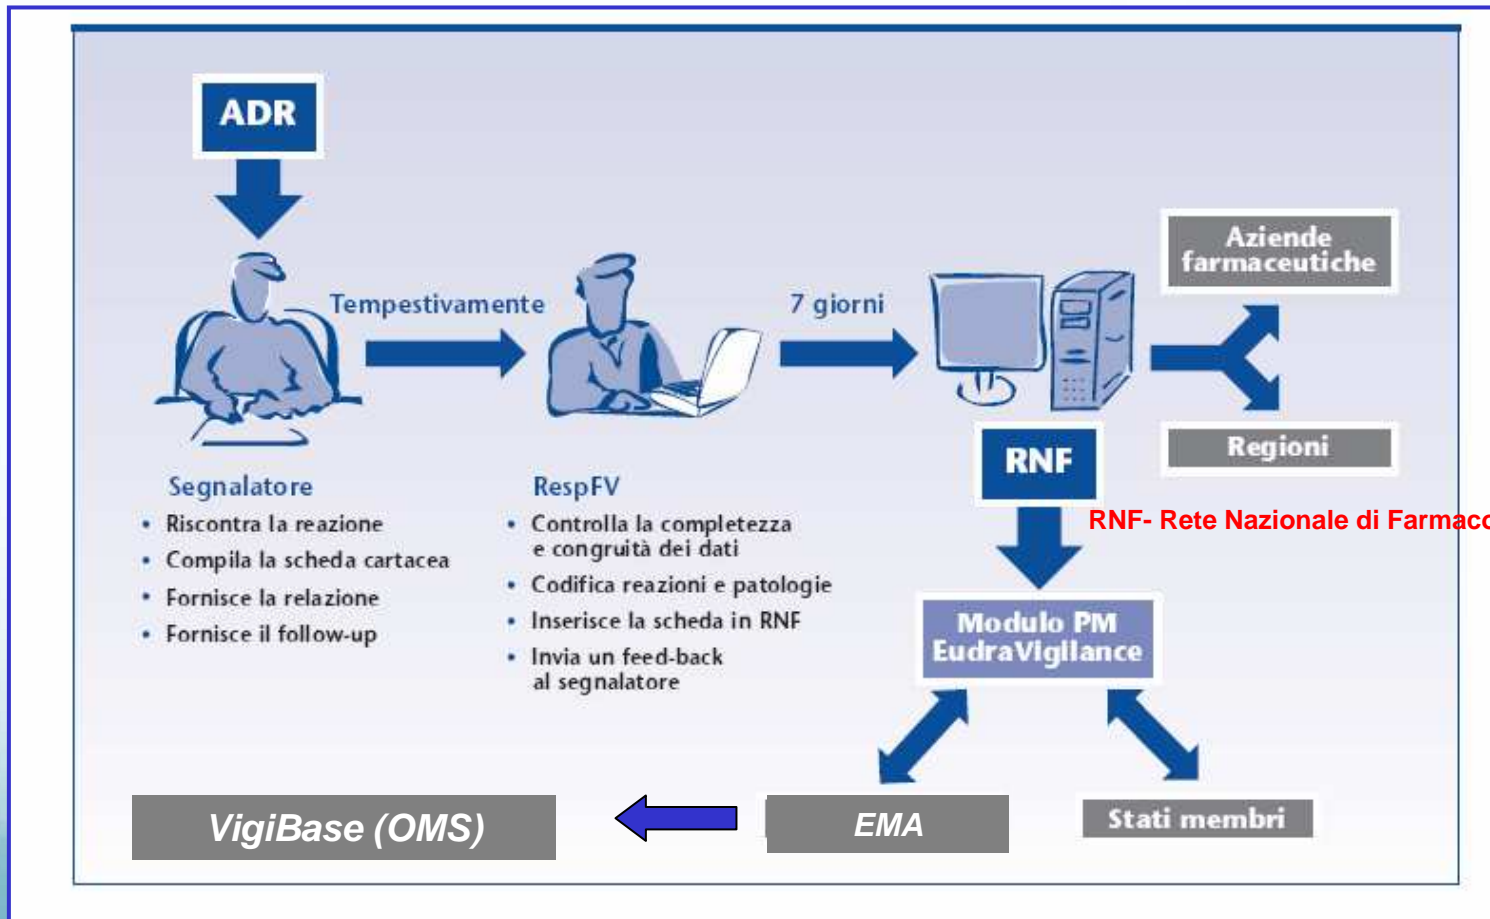 ADR
Tempestivamente
7 giorni
Aziende
farmaceutiche
Regioni
RNF
RNF- Rete Nazionale di Farmaco
Segnalatore
• Riscontra la reazione
• Compila la scheda cartacea
• Fornisce la relazione
• Fornisce il follow-up
RespFV
• Controlla la completezza
e congruità dei dati
• Codifica reazioni e patologie
• Inserisce la scheda in RNF
• Invia un feed-back
al segnalatore
Modulo PM
EudraVigilance
VigiBase (OMS)
EMA
Stati membri